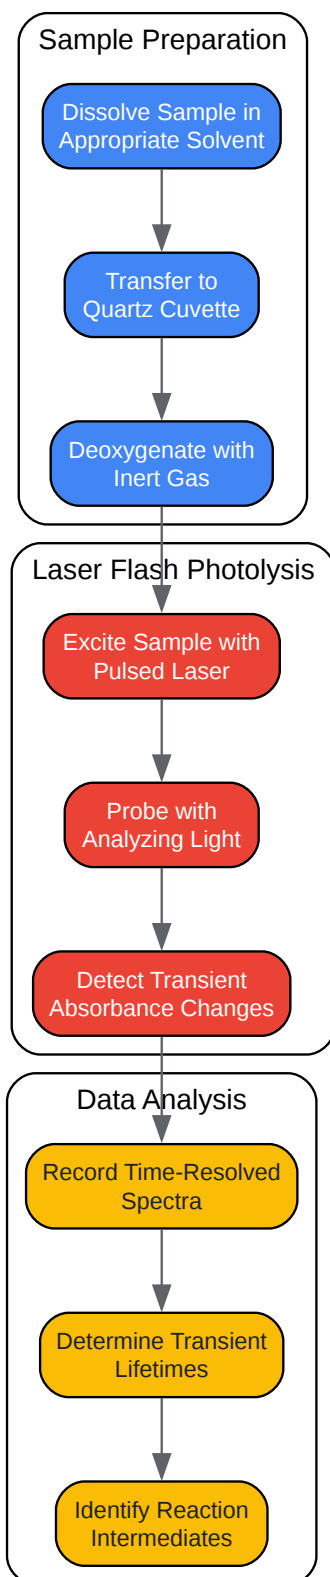 Sample Preparation
Dissolve Sample in
Appropriate Solvent
Transfer to
Quartz Cuvette
Deoxygenate with
Inert Gas
Laser Flash Photolysis
Excite Sample with
Pulsed Laser
Probe with
Analyzing Light
Detect Transient
Absorbance Changes
Data Analysis
Record Time-Resolved
Spectra
Determine Transient
Lifetimes
Identify Reaction
Intermediates